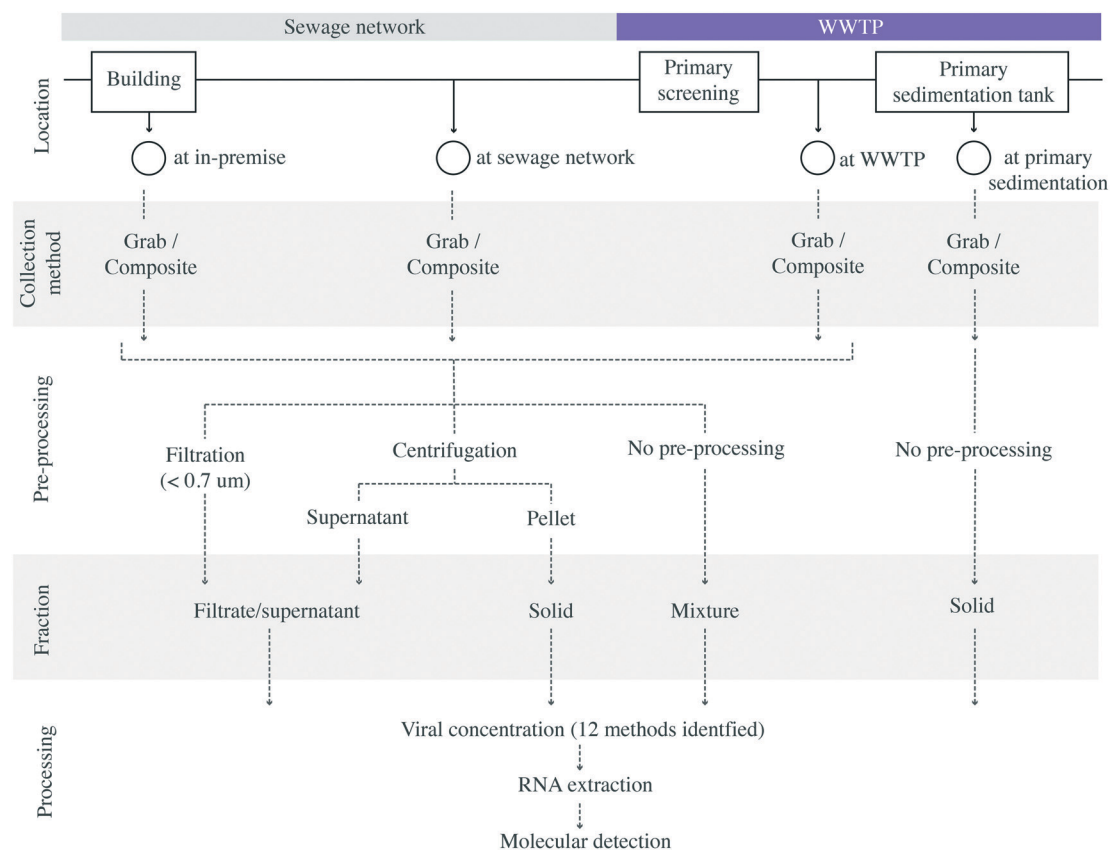 Sewage network
WWTP
Location
Building
Primary
screening
Primary
sedimentation tank
at in-premise
at sewage network
at WWTP
at primary
sedimentation
Collection
method
Grab /
Composite
Grab /
Composite
Grab /
Composite
Grab /
Composite
Pre-processing
Filtration
(< 0.7 um)
Centrifugation
No pre-processing
No pre-processing
Supernatant
Pellet
Fraction
Filtrate/supernatant
Solid
Mixture
Solid
Processing
Viral concentration (12 methods identfied)
RNA extraction
Molecular detection